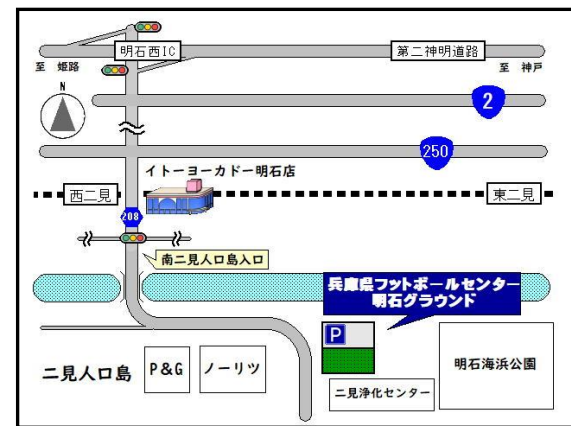 明石西IC
第二神明道路
至 姫路
至 神戸
N
2
250
イトーヨーカドー明石店
西二見
東二見
208
南二見人口島入口
兵庫県フットボールセンター
明石グラウンド
P
二見人口島
P&G
ノーリツ
明石海浜公園
二見浄化センター